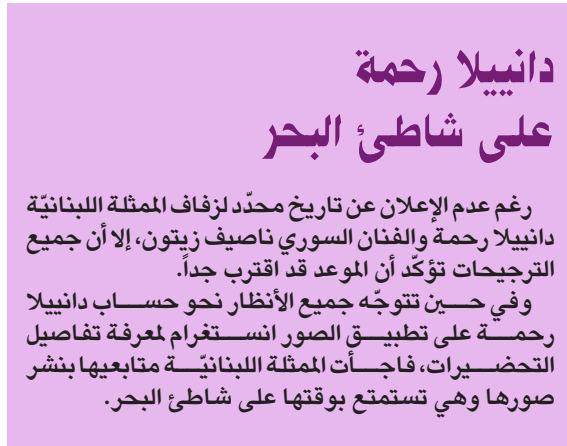 دانييلا رحمة
على شاطئ البحر
رغم عدم الإعلان عن تاريخ محدّد لزفاف الممثلة اللبنانيّة
دانييلا رحمة والفنان السوري ناصيف زيتون، إلا أن جميع
الترجيحات تؤكّد أن الموعد قد اقترب جداً.
وفي حين تتوجّه جميع الأنظار نحو حساب دانييلا
رحمة على تطبيق الصور انستغرام لمعرفة تفاصيل
التحضيرات، فاجأت الممثلة اللبنانيّة متابعيها بنشر
صورها وهي تستمتع بوقتها على شاطئ البحر.